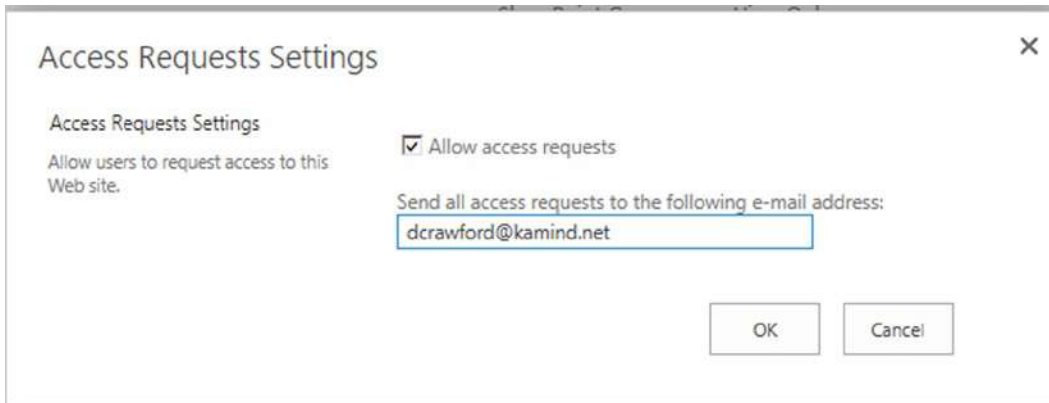 Access Requests Settings
Access Requests Settings
Allow users to request access to this
Web site.
Allow access requests
Send all access requests to the following e-mail address:
dcrawford@kamind.net
OK
Cancel